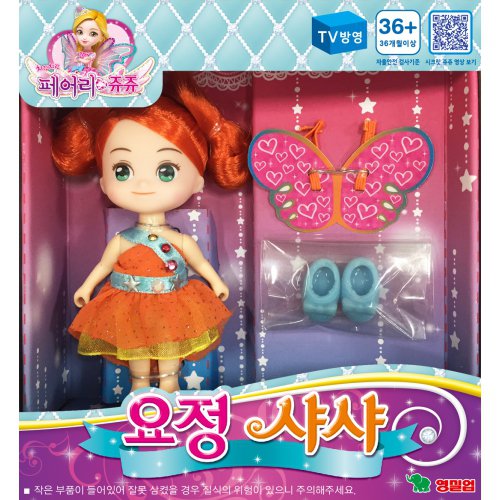 페어리 쥬쥬
TV방영
36+
36개월이상
자율안전 검사기준
시크릿 쥬쥬 영상 보기
요정 샤샤
영실업
■ 작은 부품이 들어있어 잘못 삼켰을 경우 질식의 위험이 있으니 주의해주세요.